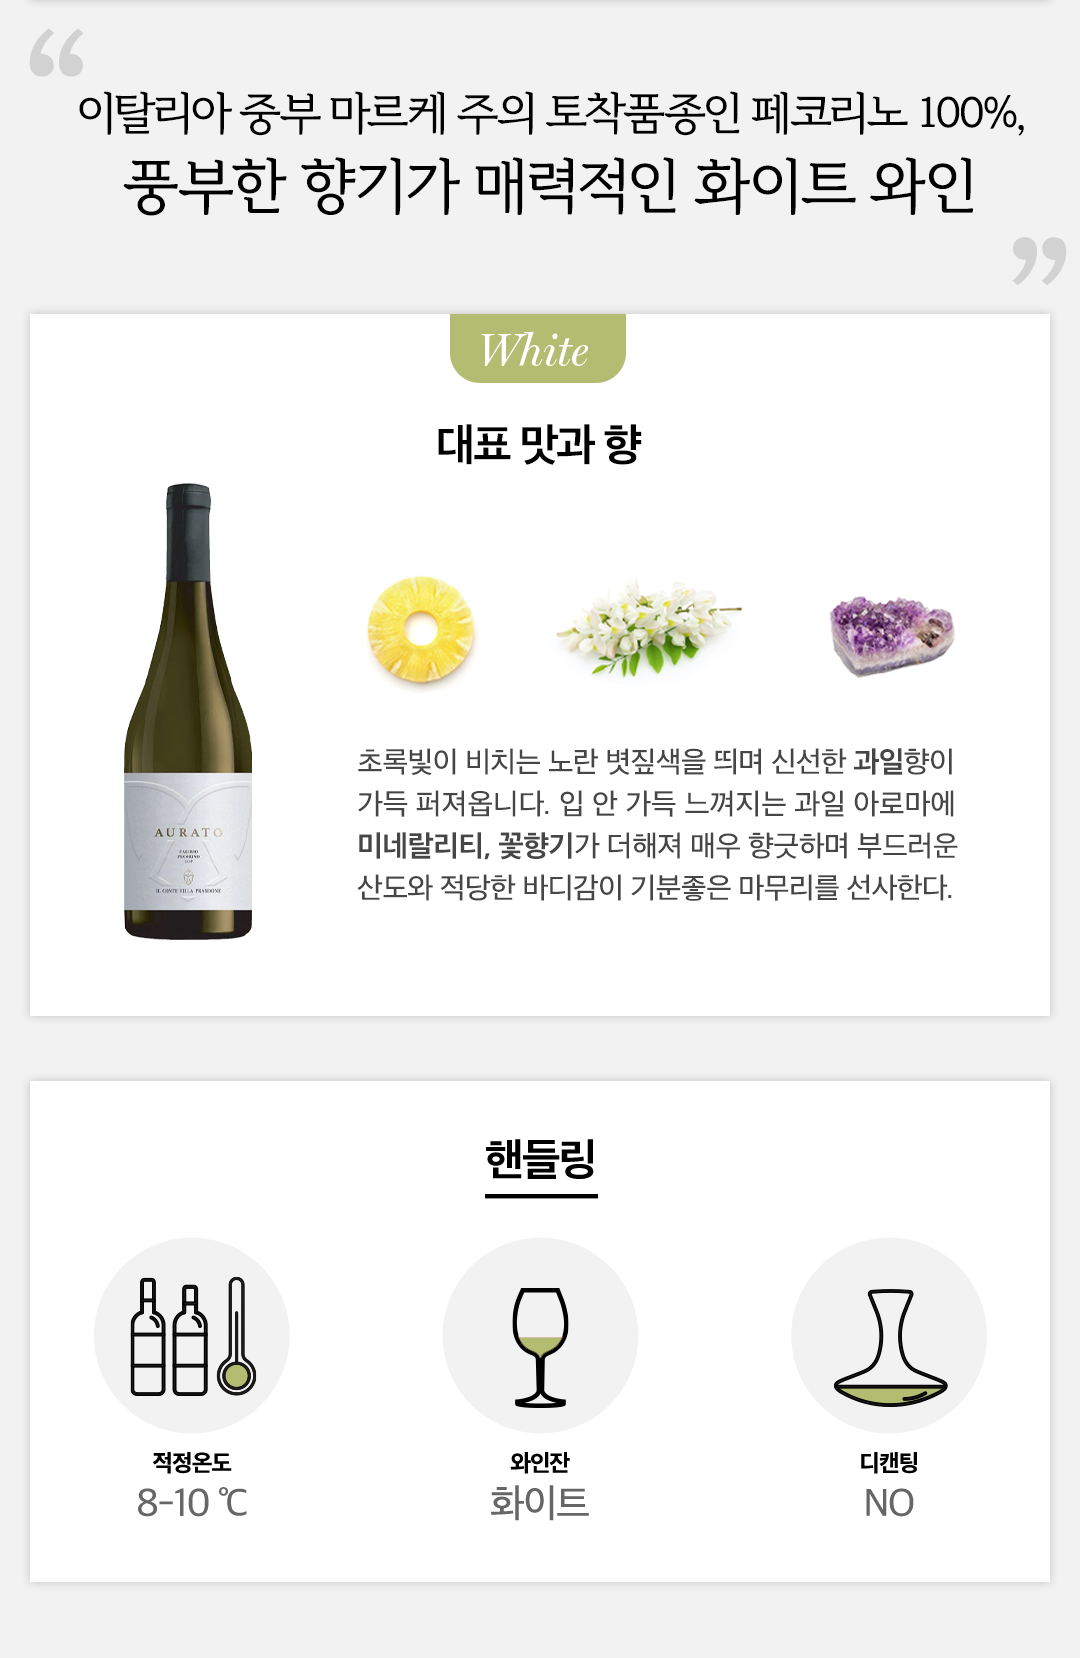 “
이탈리아 중부 마르케 주의 토착품종인 페코리노 100%,
풍부한 향기가 매력적인 화이트 와인
”
White
대표 맛과 향
AURATO
FALERIO
PECORINO
DOP
IL CONTE VILLA PRANDONE
초록빛이 비치는 노란 볏짚색을 띄며 신선한 과일향이
가득 퍼져옵니다. 입 안 가득 느껴지는 과일 아로마에
미네랄리티, 꽃향기가 더해져 매우 향긋하며 부드러운
산도와 적당한 바디감이 기분좋은 마무리를 선사한다.
핸들링
적정온도
8-10 ℃
와인잔
화이트
디캔팅
NO